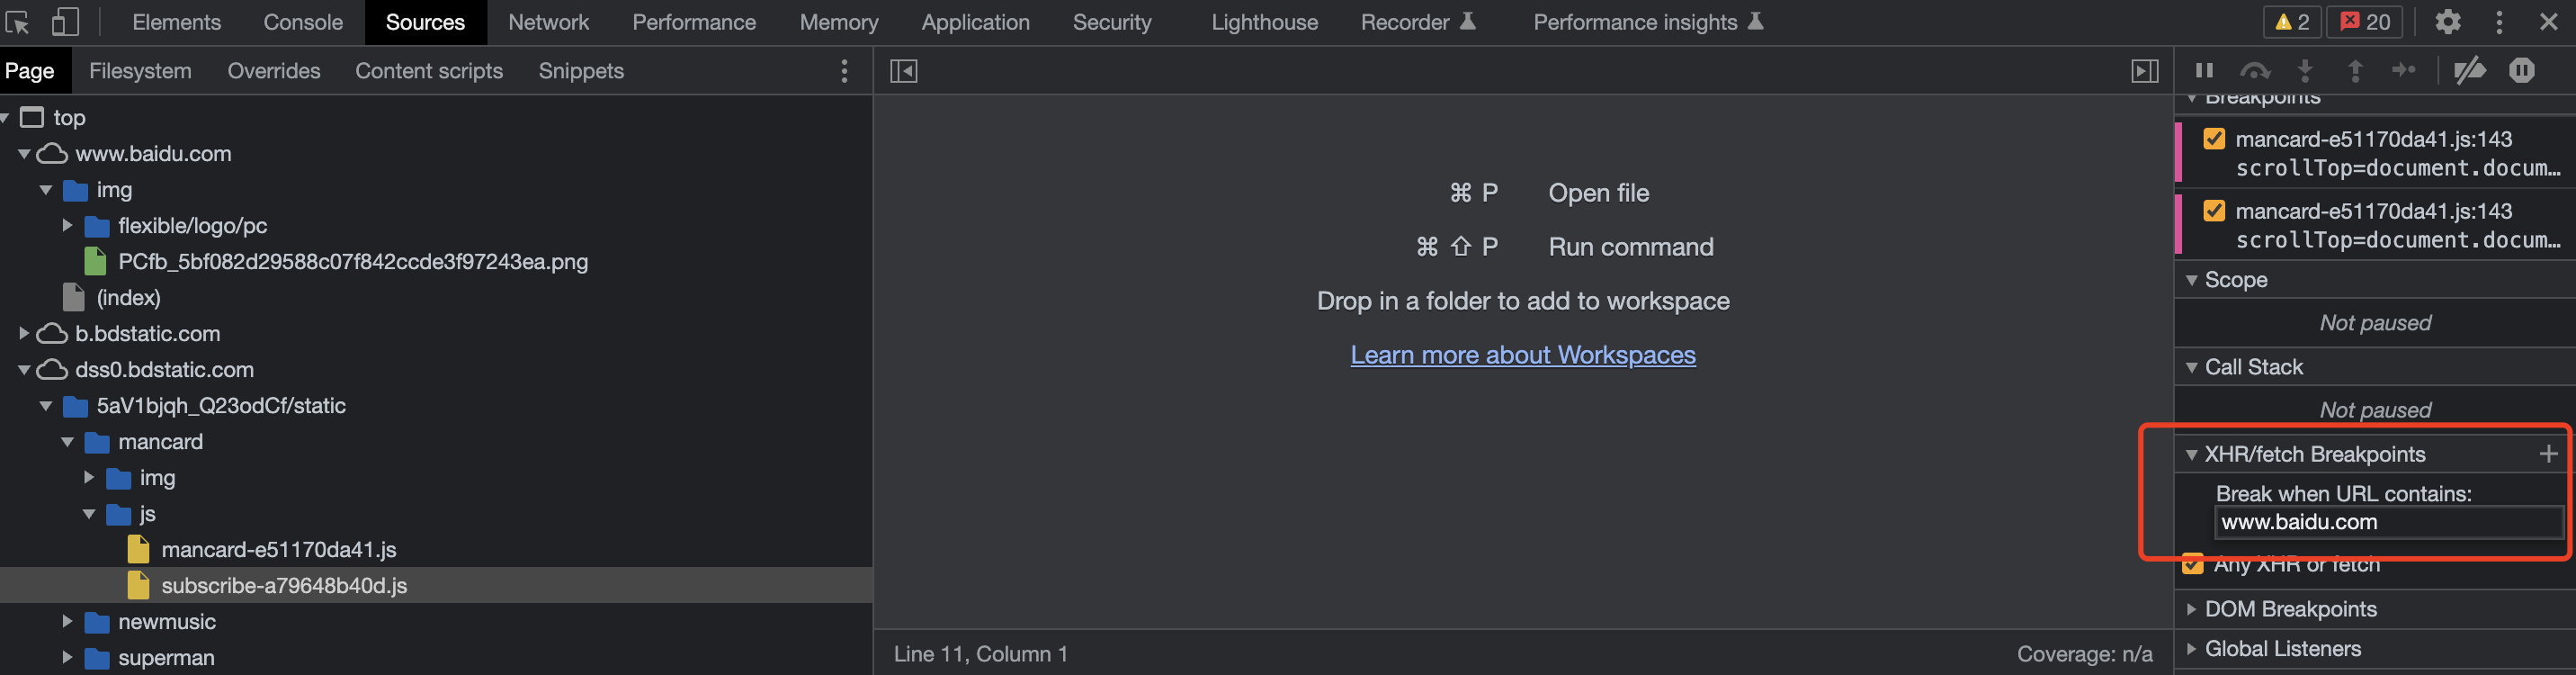 Elements Console Sources Network Performance Memory Application Security Lighthouse Recorder Performance insights 2 20
Page Filesystem Overrides Content scripts Snippets
top
www.baidu.com
img
flexible/logo/pc
PCfb_5bf082d29588c07f842ccde3f97243ea.png
(index)
b.bdstatic.com
dss0.bdstatic.com
5aV1bjqh_Q23odCf/static
mancard
img
js
mancard-e51170da41.js
subscribe-a79648b40d.js
newmusic
superman
⌘ P Open file
⌘ ⇧ P Run command
Drop in a folder to add to workspace
Learn more about Workspaces
Line 11, Column 1 Coverage: n/a
Breakpoints
mancard-e51170da41.js:143
scrollTop=document.docum…
mancard-e51170da41.js:143
scrollTop=document.docum…
Scope
Not paused
Call Stack
Not paused
XHR/fetch Breakpoints +
Break when URL contains:
www.baidu.com
Any XHR or fetch
DOM Breakpoints
Global Listeners